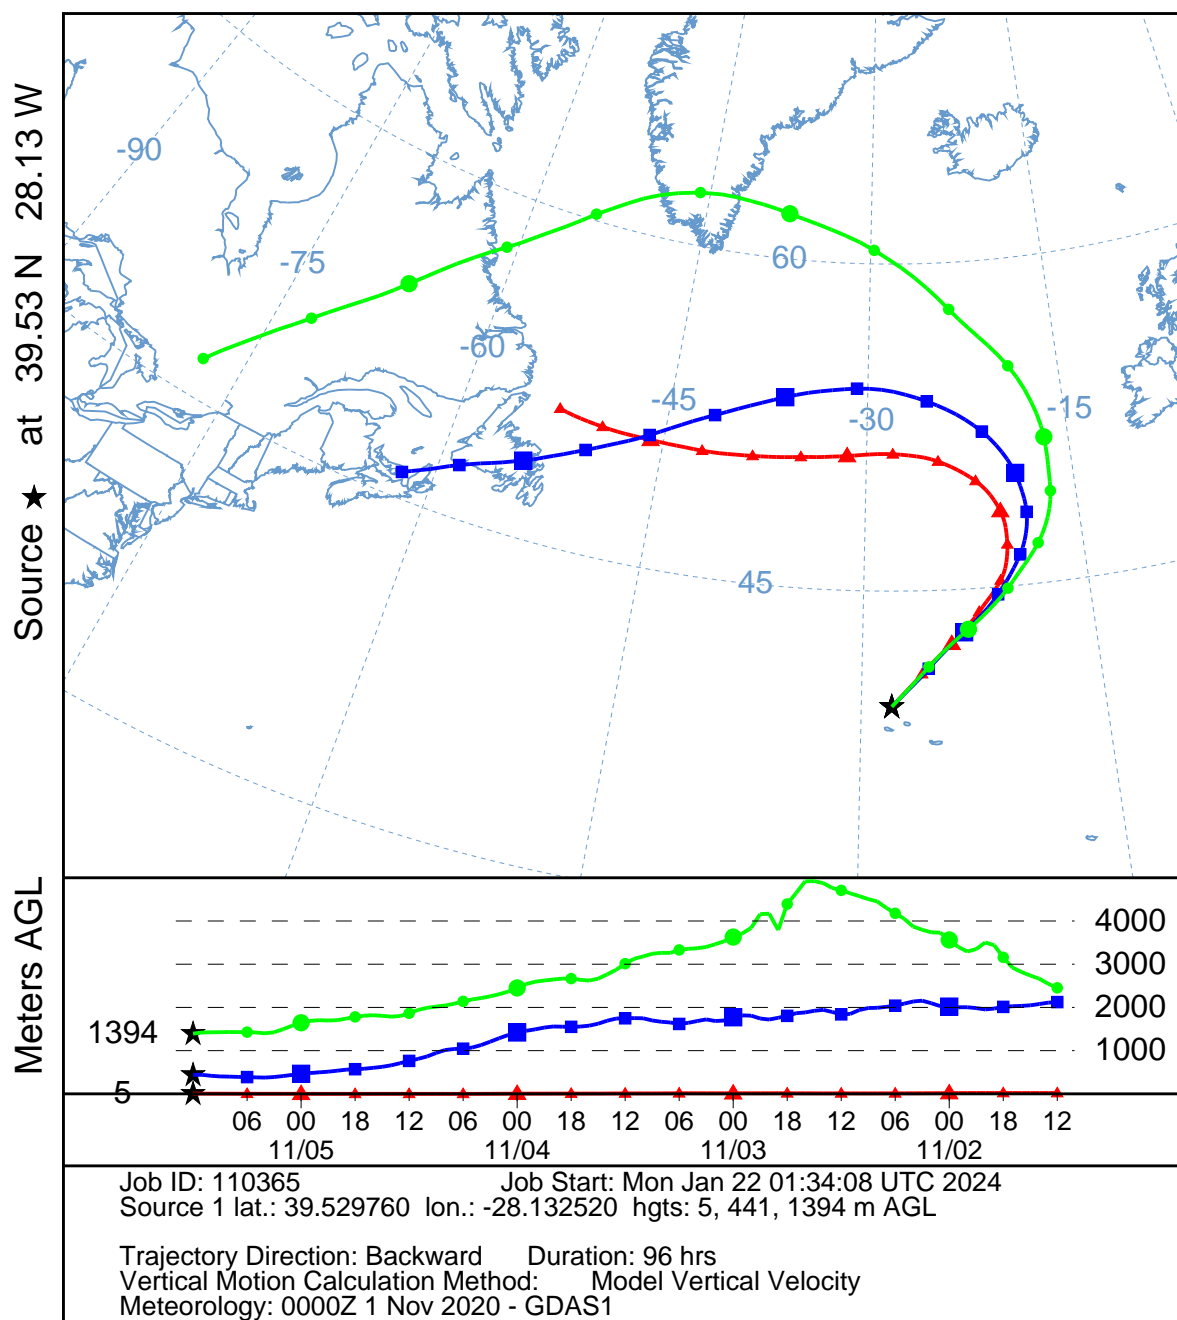 Source ★ at 39.53 N 28.13 W
-90
-75
60
-60
-45
-30
-15
45
Meters AGL
4000
3000
2000
1394
1000
5
06 00 18 12 06 00 18 12 06 00 18 12 06 00 18 12
11/05 11/04 11/03 11/02
Job ID: 110365 Job Start: Mon Jan 22 01:34:08 UTC 2024
Source 1 lat.: 39.529760 lon.: -28.132520 hgts: 5, 441, 1394 m AGL
Trajectory Direction: Backward Duration: 96 hrs
Vertical Motion Calculation Method: Model Vertical Velocity
Meteorology: 0000Z 1 Nov 2020 - GDAS1